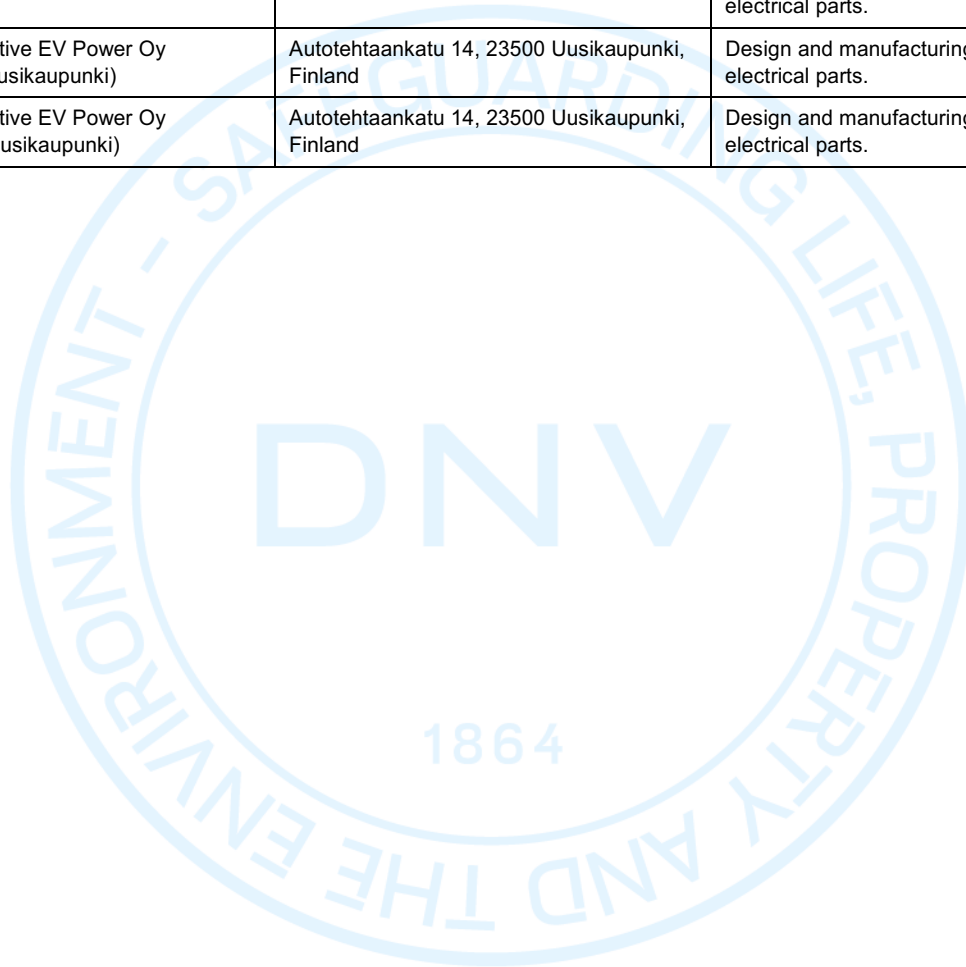 electrical parts.
tive EV Power Oy
usikaupunki)
Autotehtaankatu 14, 23500 Uusikaupunki,
Finland
Design and manufacturing
electrical parts.
tive EV Power Oy
usikaupunki)
Autotehtaankatu 14, 23500 Uusikaupunki,
Finland
Design and manufacturing
electrical parts.
SAFEGUARDING LIFE, PROPERTY AND THE ENVIRONMENT -
DNV
1864